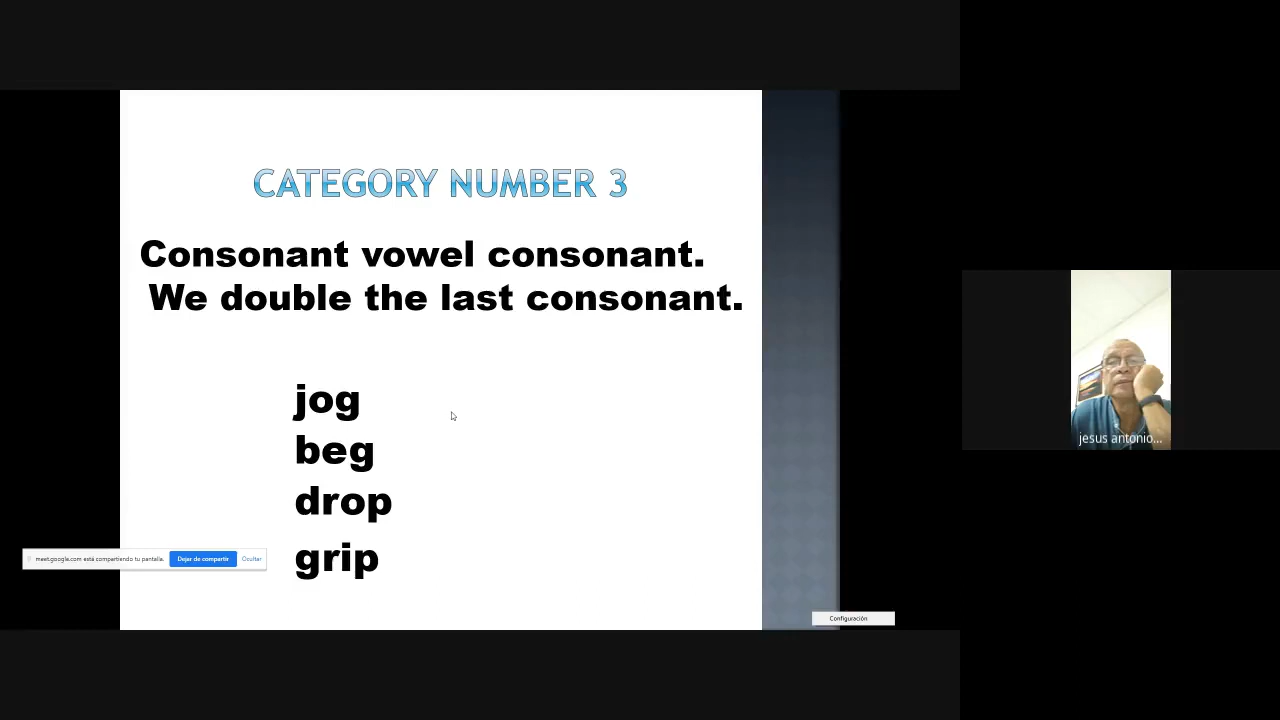 CATEGORY NUMBER 3
Consonant vowel consonant.
We double the last consonant.
jog
beg
drop
grip
meet.google.com está compartiendo tu pantalla.
Dejar de compartir
Ocultar
Configuración
jesus antonio...